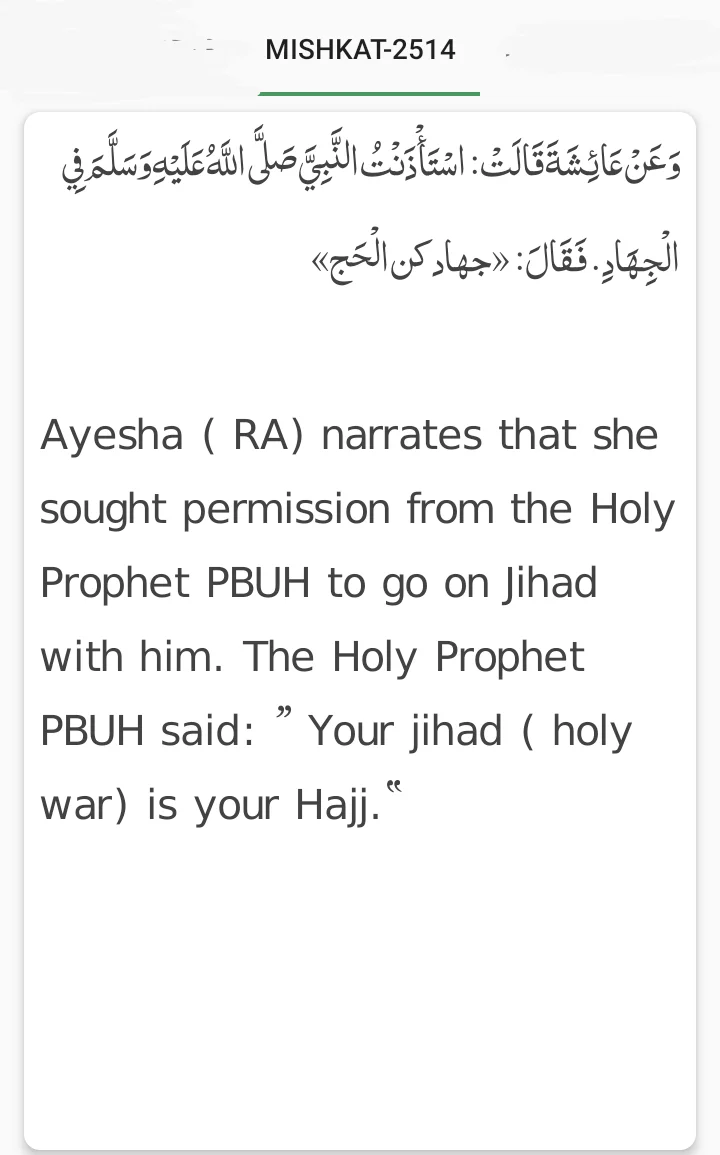 MISHKAT-2514
وَعَنْ عَائِشَةَ قَالَتْ: اسْتَأْذَنْتُ النَّبِيَّ صَلَّى اللَّهُ عَلَيْهِ وَسَلَّمَ فِي
الْجِهَادِ. فَقَالَ: «جهادكن الْحَج»
Ayesha ( RA) narrates that she
sought permission from the Holy
Prophet PBUH to go on Jihad
with him. The Holy Prophet
PBUH said: ” Your jihad ( holy
war) is your Hajj.‟